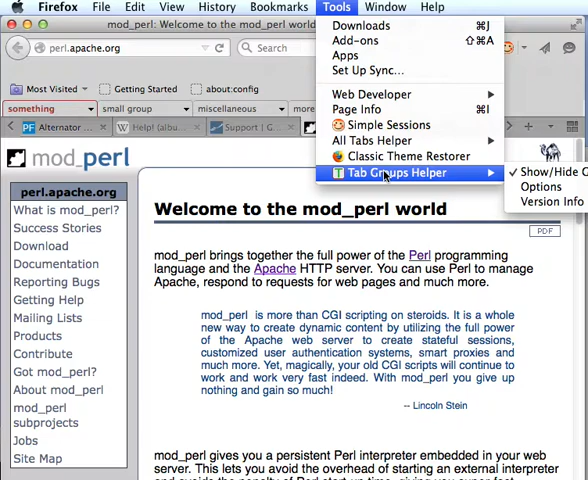 Firefox File Edit View History Bookmarks Tools Window Help
mod_perl: Welcome to the mod_perl world
perl.apache.org
Search
Most Visited
Getting Started
about:config
something
small group
miscellaneous
more
Alternator
Help! (albu
Support | G
Downloads ⌘J
Add-ons ⇧⌘A
Apps
Set Up Sync...
Web Developer
Page Info ⌘I
Simple Sessions
All Tabs Helper
Classic Theme Restorer
Tab Groups Helper
✓ Show/Hide G
Options
Version Info
mod_perl
perl.apache.org
What is mod_perl?
Success Stories
Download
Documentation
Reporting Bugs
Getting Help
Mailing Lists
Products
Contribute
Got mod_perl?
About mod_perl
mod_perl
subprojects
Jobs
Site Map
Welcome to the mod_perl world
PDF
mod_perl brings together the full power of the Perl programming
language and the Apache HTTP server. You can use Perl to manage
Apache, respond to requests for web pages and much more.
mod_perl is more than CGI scripting on steroids. It is a whole
new way to create dynamic content by utilizing the full power
of the Apache web server to create stateful sessions,
customized user authentication systems, smart proxies and
much more. Yet, magically, your old CGI scripts will continue to
work and work very fast indeed. With mod_perl you give up
nothing and gain so much!
-- Lincoln Stein
mod_perl gives you a persistent Perl interpreter embedded in your web
server. This lets you avoid the overhead of starting an external interpreter